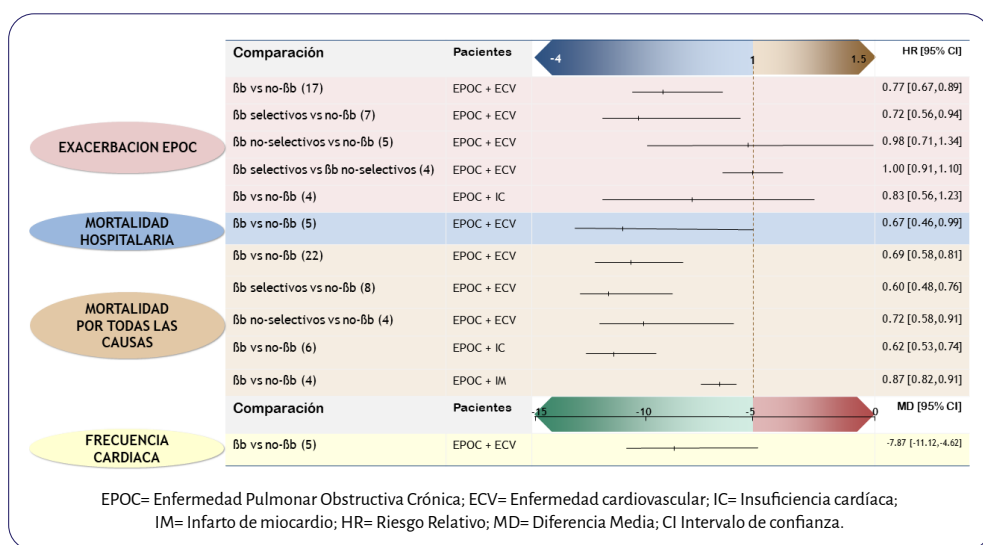 Comparación Pacientes -4 1 1.5 HR [95% CI]
EXACERBACION EPOC
ßb vs no-ßb (17) EPOC + ECV 0.77 [0.67,0.89]
ßb selectivos vs no-ßb (7) EPOC + ECV 0.72 [0.56,0.94]
ßb no-selectivos vs no-ßb (5) EPOC + ECV 0.98 [0.71,1.34]
ßb selectivos vs ßb no-selectivos (4) EPOC + ECV 1.00 [0.91,1.10]
ßb vs no-ßb (4) EPOC + IC 0.83 [0.56,1.23]
MORTALIDAD
HOSPITALARIA
ßb vs no-ßb (5) EPOC + ECV 0.67 [0.46,0.99]
MORTALIDAD
POR TODAS LAS
CAUSAS
ßb vs no-ßb (22) EPOC + ECV 0.69 [0.58,0.81]
ßb selectivos vs no-ßb (8) EPOC + ECV 0.60 [0.48,0.76]
ßb no-selectivos vs no-ßb (4) EPOC + ECV 0.72 [0.58,0.91]
ßb vs no-ßb (6) EPOC + IC 0.62 [0.53,0.74]
ßb vs no-ßb (4) EPOC + IM 0.87 [0.82,0.91]
Comparación Pacientes -15 -10 -5 0 MD [95% CI]
FRECUENCIA
CARDIACA
ßb vs no-ßb (5) EPOC + ECV -7.87 [-11.12,-4.62]
EPOC= Enfermedad Pulmonar Obstructiva Crónica; ECV= Enfermedad cardiovascular; IC= Insuficiencia cardíaca;
IM= Infarto de miocardio; HR= Riesgo Relativo; MD= Diferencia Media; CI Intervalo de confianza.